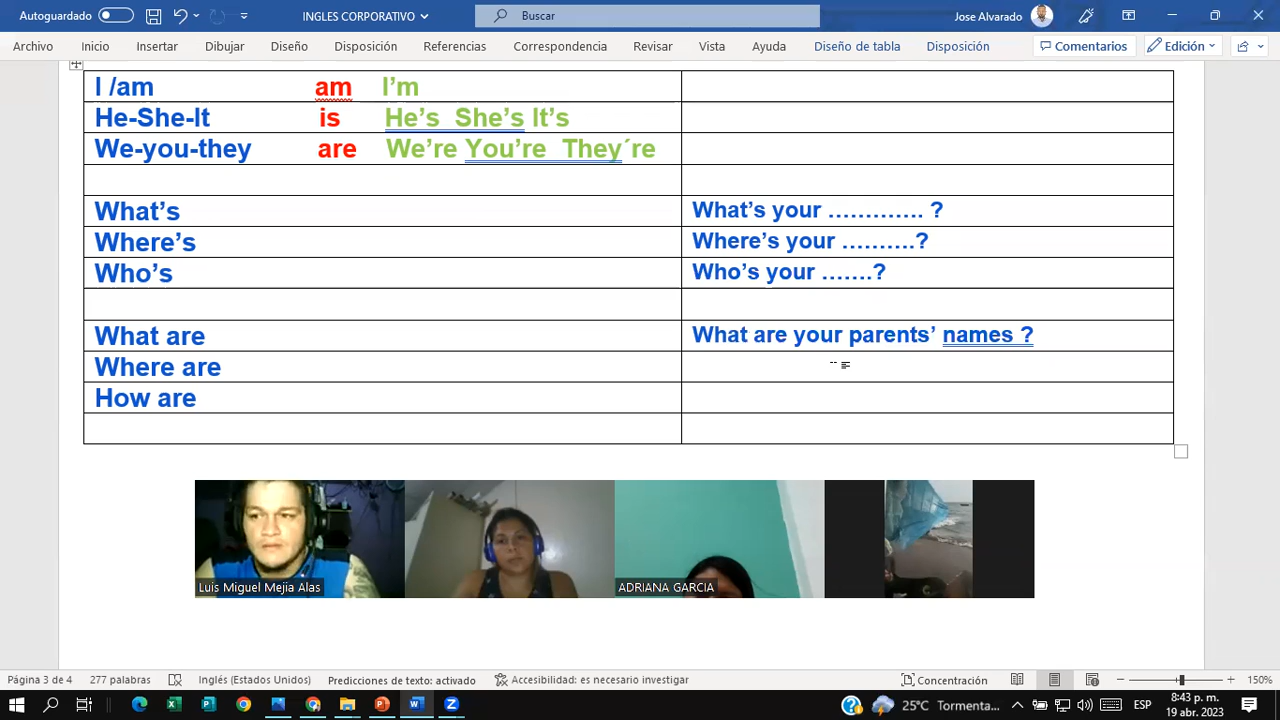 Autoguardado
INGLES CORPORATIVO
Buscar
Jose Alvarado
Archivo Inicio Insertar Dibujar Diseño Disposición Referencias Correspondencia Revisar Vista Ayuda Diseño de tabla Disposición Comentarios Edición
I /am am I’m
He-She-It is He’s She’s It’s
We-you-they are We’re You’re They´re
What’s What’s your …………. ?
Where’s Where’s your ……….?
Who’s Who’s your …….?
What are What are your parents’ names ?
Where are
How are
Luis Miguel Mejia Alas
ADRIANA GARCIA
Página 3 de 4 277 palabras Inglés (Estados Unidos) Predicciones de texto: activado Accesibilidad: es necesario investigar Concentración 150%
25°C Tormenta... ESP 8:43 p. m.
19 abr. 2023